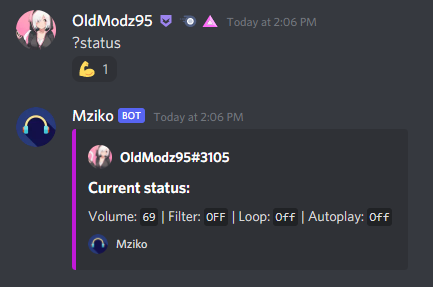 OldModz95 Today at 2:06 PM
?status
💪 1
Mziko BOT Today at 2:06 PM
OldModz95#3105
Current status:
Volume: 69 | Filter: OFF | Loop: Off | Autoplay: Off
Mziko